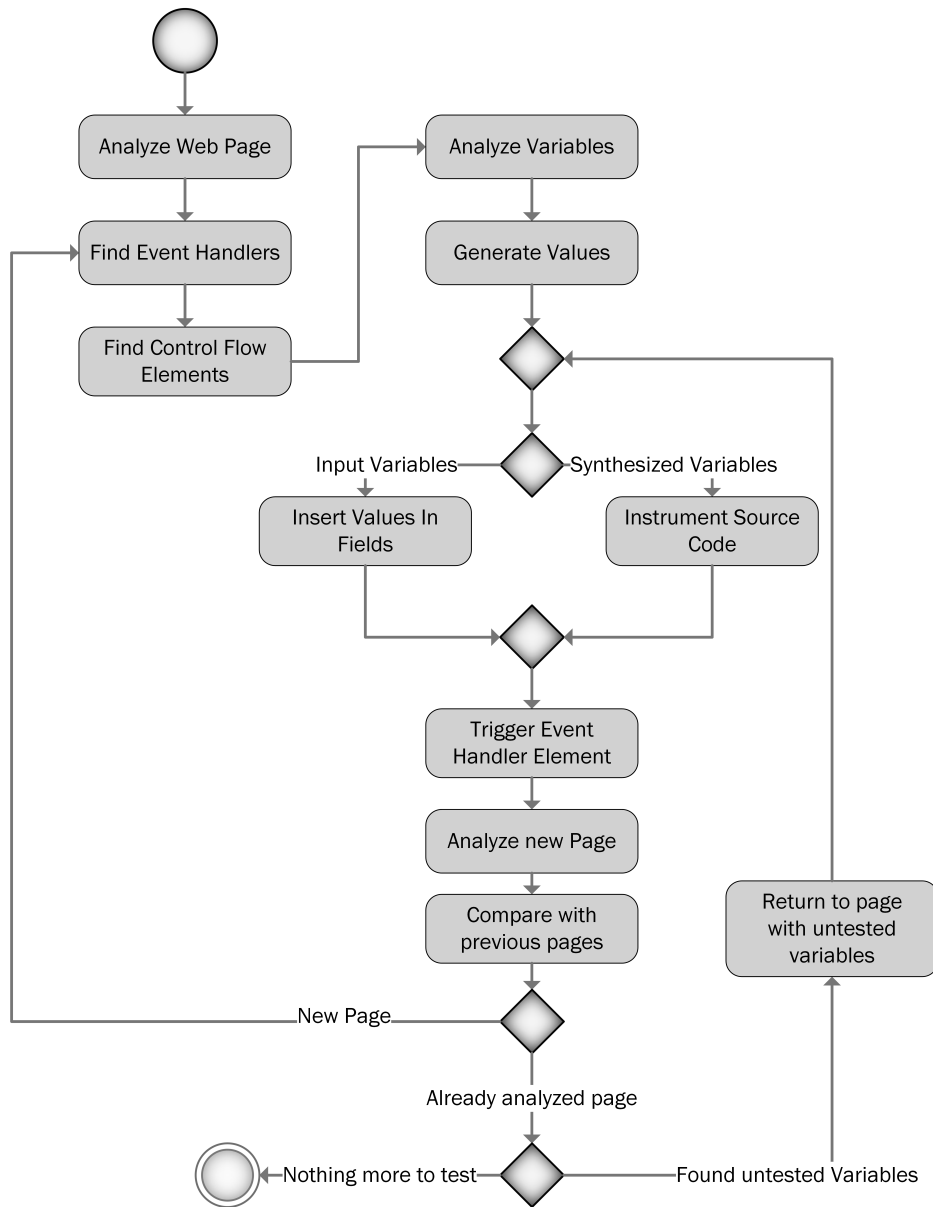 Analyze Web Page
Analyze Variables
Find Event Handlers
Generate Values
Find Control Flow
Elements
Input Variables
Synthesized Variables
Insert Values In
Fields
Instrument Source
Code
Trigger Event
Handler Element
Analyze new Page
Compare with
previous pages
Return to page
with untested
variables
New Page
Already analyzed page
Nothing more to test
Found untested Variables